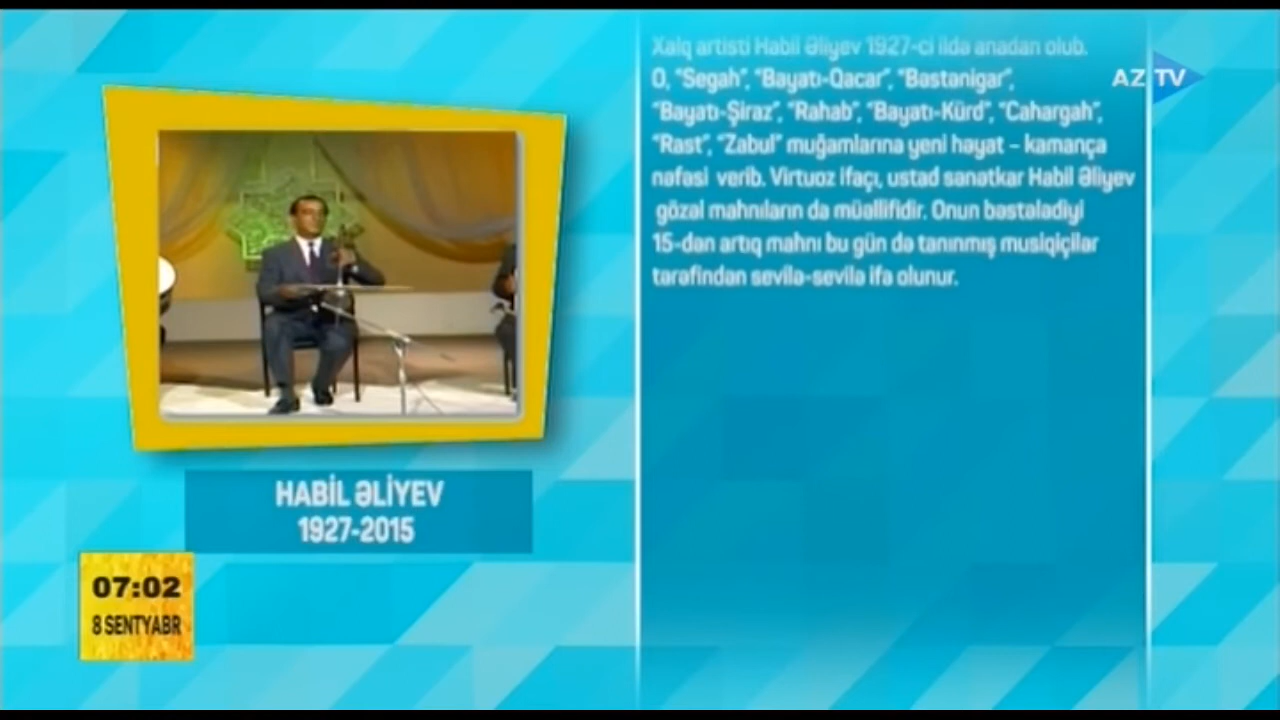 Xalq artisti Habil Əliyev 1927-ci ildə anadan olub.
O, "Segah", "Bayatı-Qacar", "Bəstənigar",
"Bayatı-Şiraz", "Rahab", "Bayatı-Kürd", "Cahargah",
"Rast", "Zabul" muğamlarına yeni həyat – kamança
nəfəsi verib. Virtuoz ifaçı, ustad sənətkar Habil Əliyev
gözəl mahnıların da müəllifidir. Onun bəstələdiyi
15-dən artıq mahnı bu gün də tanınmış musiqiçilər
tərəfindən sevilə-sevilə ifa olunur.
AZTV
HABİL ƏLİYEV
1927-2015
07:02
8 SENTYABR